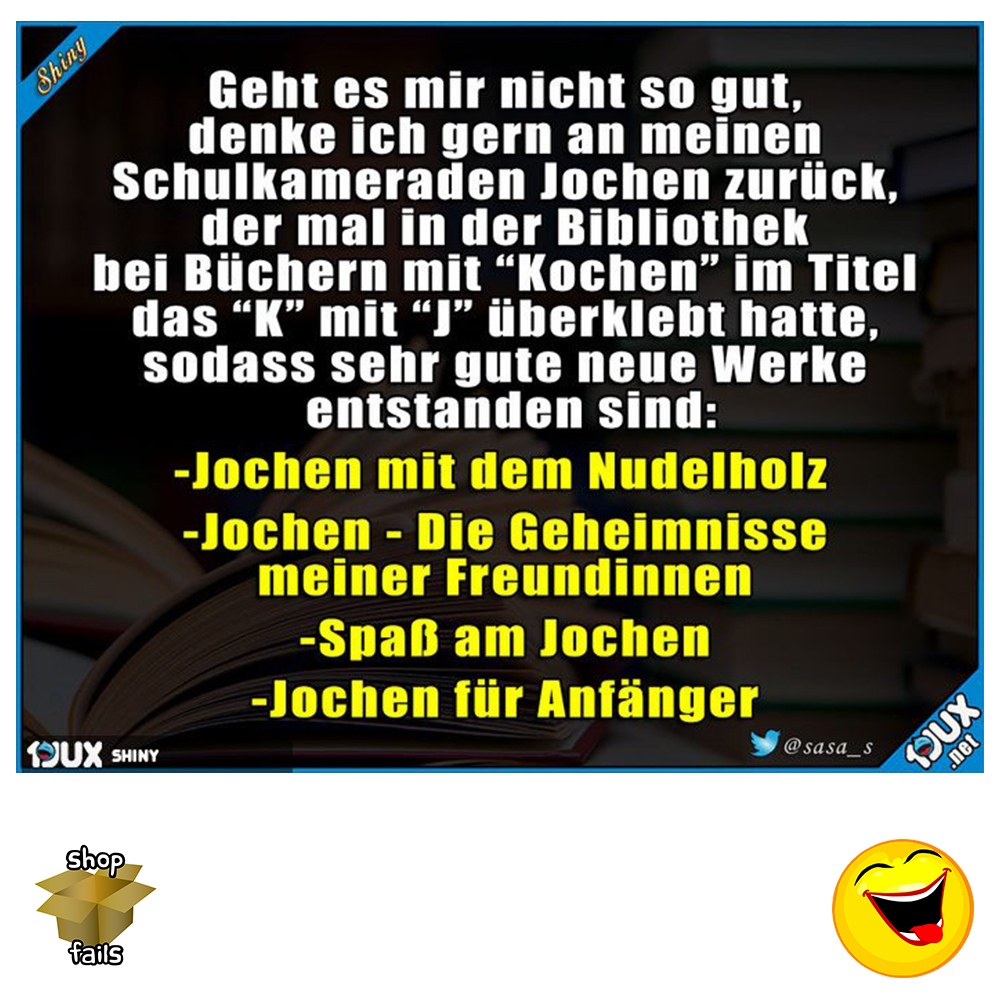 Shiny
Geht es mir nicht so gut,
denke ich gern an meinen
Schulkameraden Jochen zurück,
der mal in der Bibliothek
bei Büchern mit “Kochen” im Titel
das “K” mit “J” überklebt hatte,
sodass sehr gute neue Werke
entstanden sind:
-Jochen mit dem Nudelholz
-Jochen - Die Geheimnisse
meiner Freundinnen
-Spaß am Jochen
-Jochen für Anfänger
1JUX SHINY
@sasa_s
1JUX
.net
shop
fails